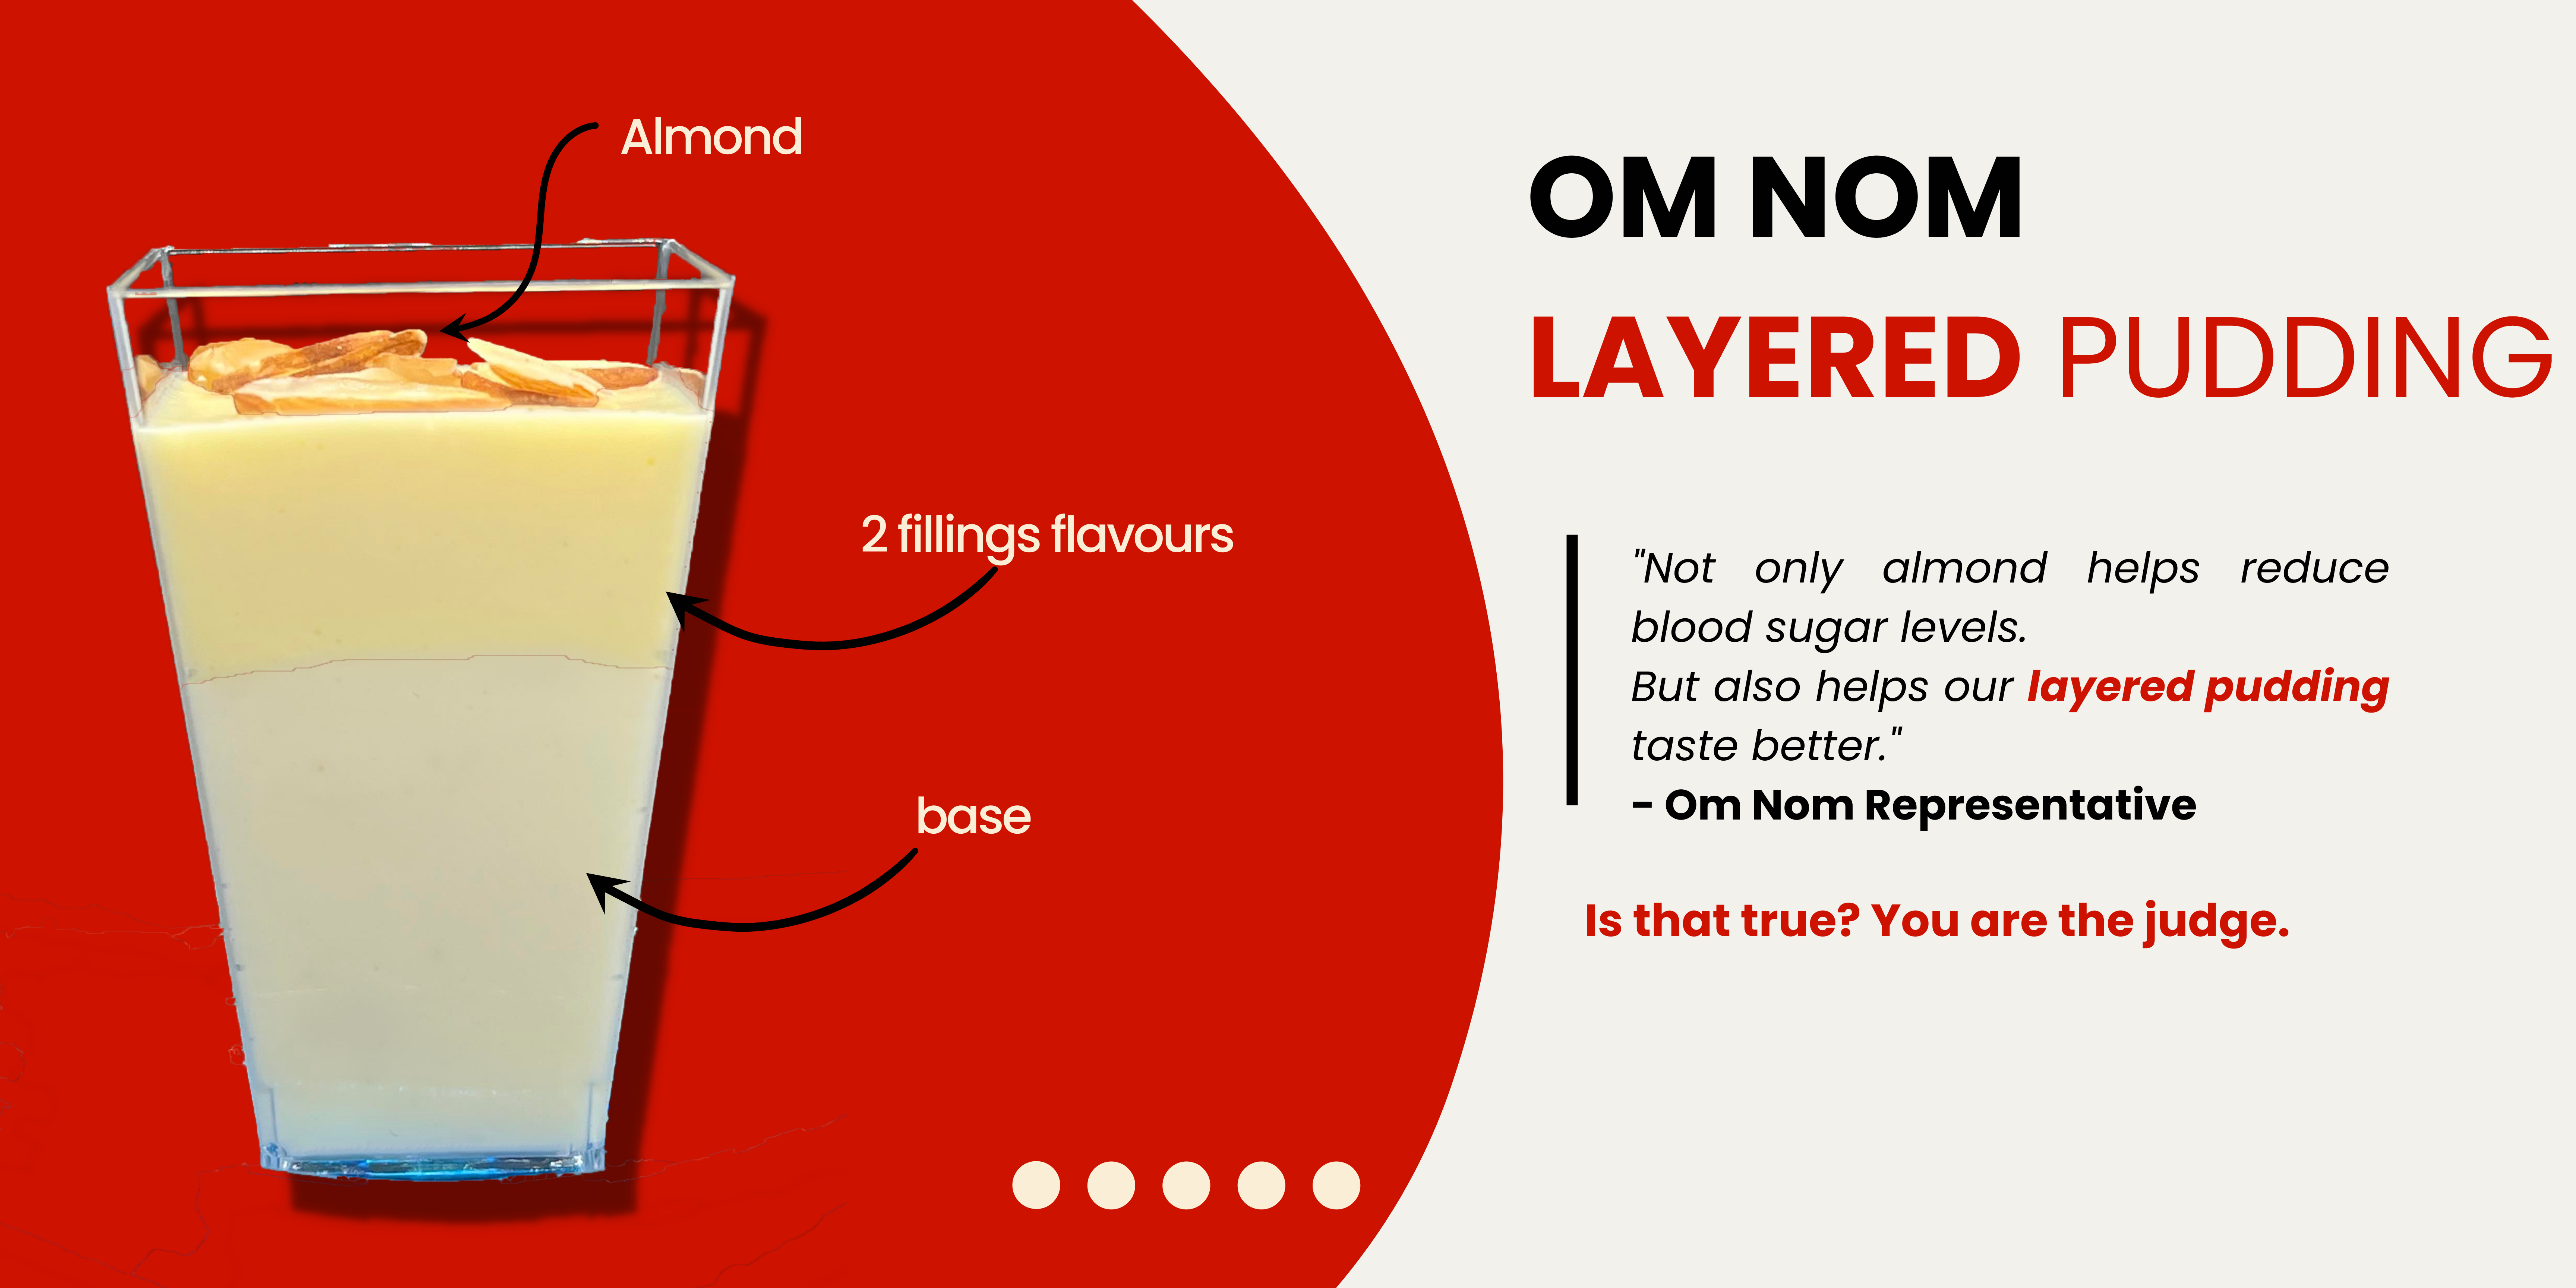 Almond
2 fillings flavours
base
OM NOM
LAYERED PUDDING
"Not only almond helps reduce
blood sugar levels.
But also helps our layered pudding
taste better."
- Om Nom Representative
Is that true? You are the judge.